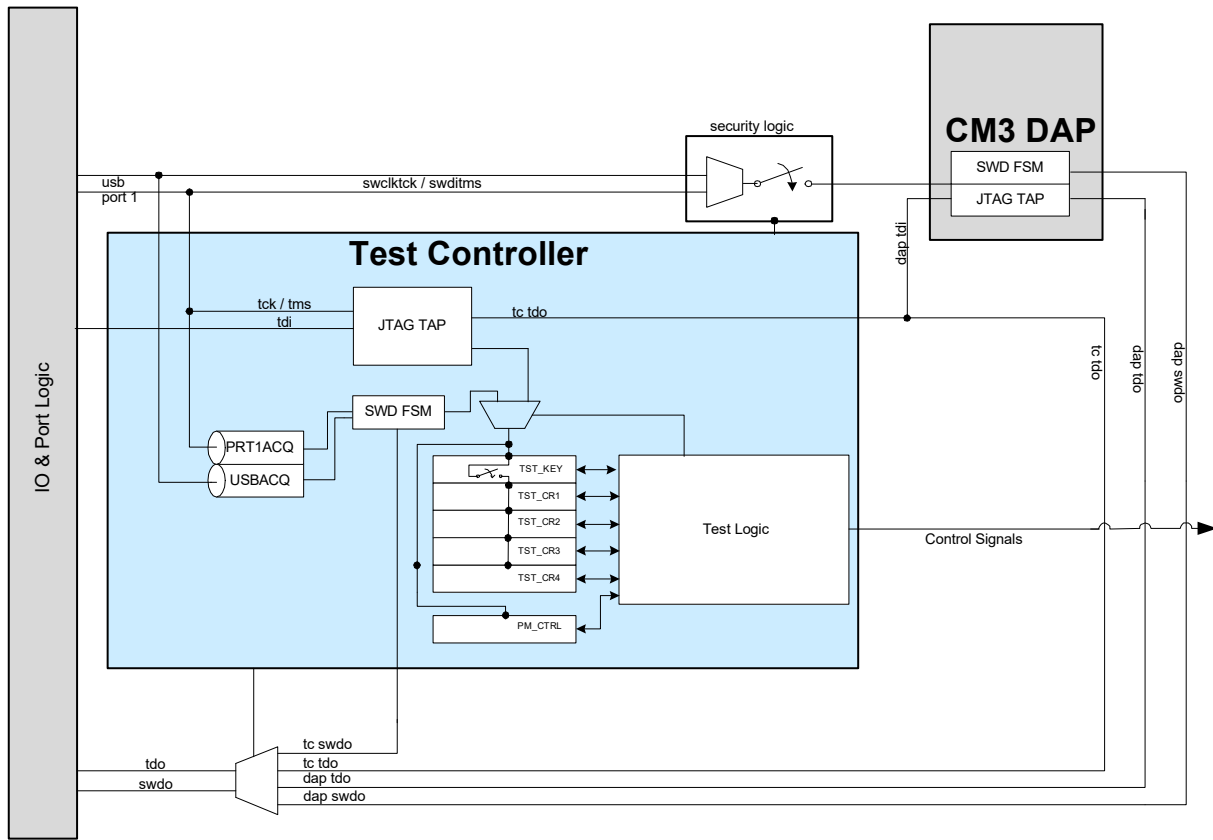 security logic
CM3 DAP
SWD FSM
JTAG TAP
usb
port 1
swclktck / swditms
dap tdi
Test Controller
tck / tms
tdi
JTAG TAP
tc tdo
tc tdo
dap tdo
dap swdo
IO & Port Logic
SWD FSM
PRT1ACQ
USBACQ
TST_KEY
TST_CR1
TST_CR2
TST_CR3
TST_CR4
PM_CTRL
Test Logic
Control Signals
tc swdo
tc tdo
dap tdo
dap swdo
tdo
swdo